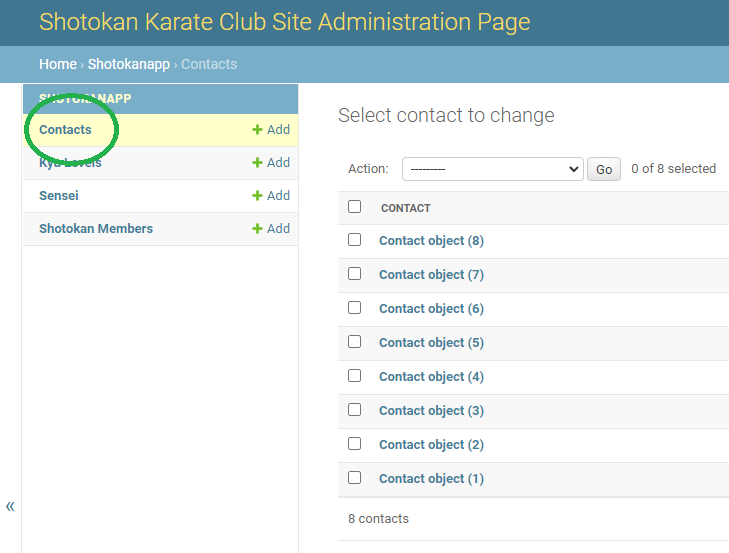 Shotokan Karate Club Site Administration Page
Home › Shotokanapp › Contacts
SHOTOKANAPP
Contacts + Add
Kyu Levels + Add
Sensei + Add
Shotokan Members + Add
«
Select contact to change
Action: --------- Go 0 of 8 selected
CONTACT
Contact object (8)
Contact object (7)
Contact object (6)
Contact object (5)
Contact object (4)
Contact object (3)
Contact object (2)
Contact object (1)
8 contacts